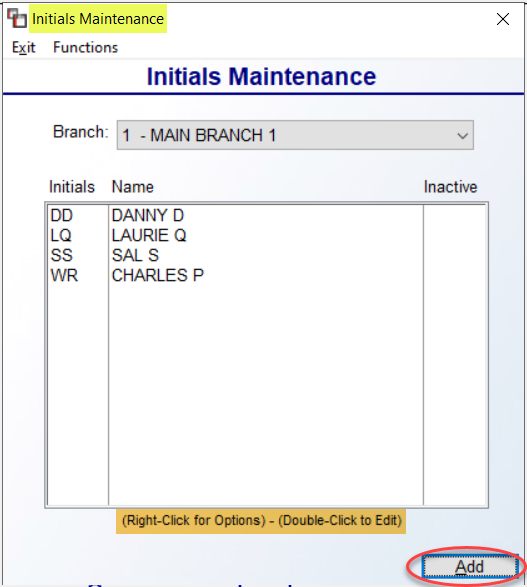 Initials Maintenance
Exit Functions
Initials Maintenance
Branch: 1 - MAIN BRANCH 1
Initials Name Inactive
DD DANNY D
LQ LAURIE Q
SS SAL S
WR CHARLES P
(Right-Click for Options) - (Double-Click to Edit)
Add